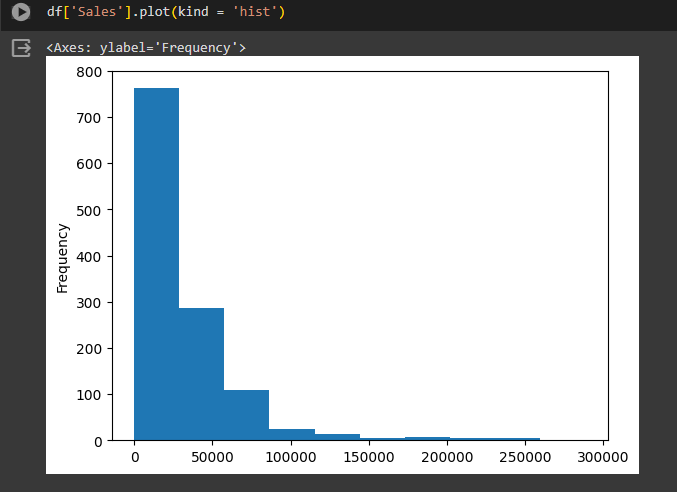 df['Sales'].plot(kind = 'hist')
<Axes: ylabel='Frequency'>
800
700
600
500
400
300
200
100
0
Frequency
0 50000 100000 150000 200000 250000 300000